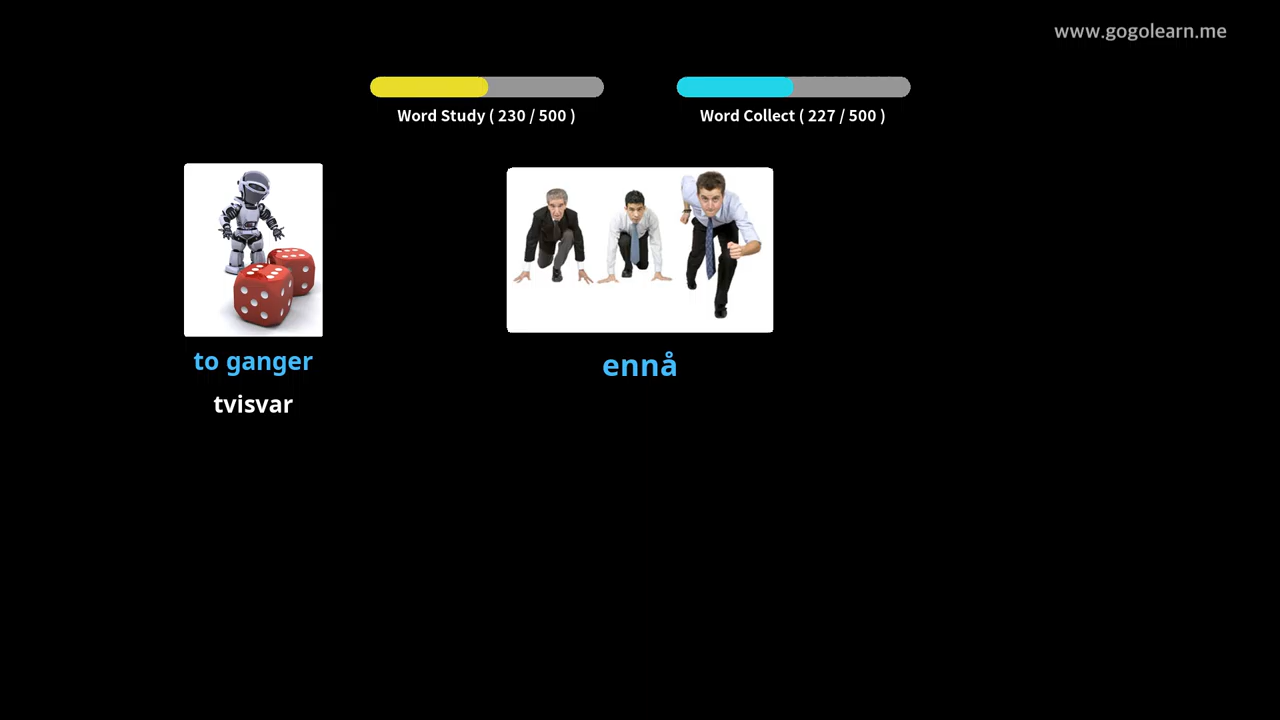 www.gogolearn.me
Word Study ( 230 / 500 )
Word Collect ( 227 / 500 )
to ganger
tvisvar
ennå